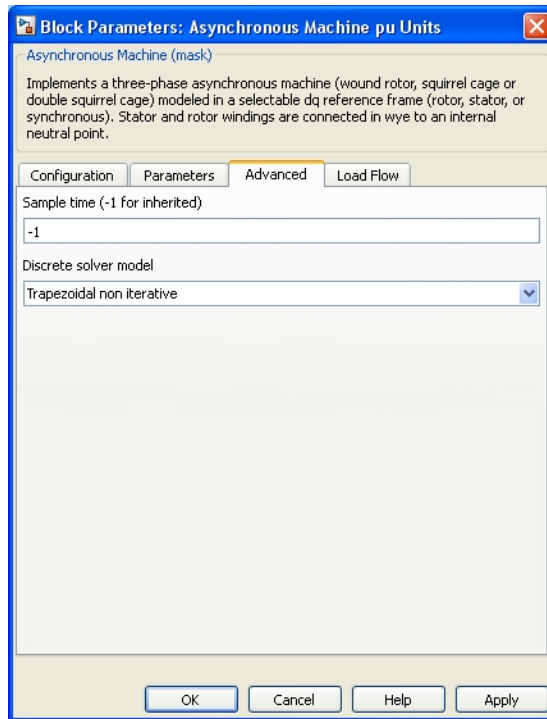 Block Parameters: Asynchronous Machine pu Units
Asynchronous Machine (mask)
Implements a three-phase asynchronous machine (wound rotor, squirrel cage or
double squirrel cage) modeled in a selectable dq reference frame (rotor, stator, or
synchronous). Stator and rotor windings are connected in wye to an internal
neutral point.
Configuration Parameters Advanced Load Flow
Sample time (-1 for inherited)
-1
Discrete solver model
Trapezoidal non iterative
OK Cancel Help Apply